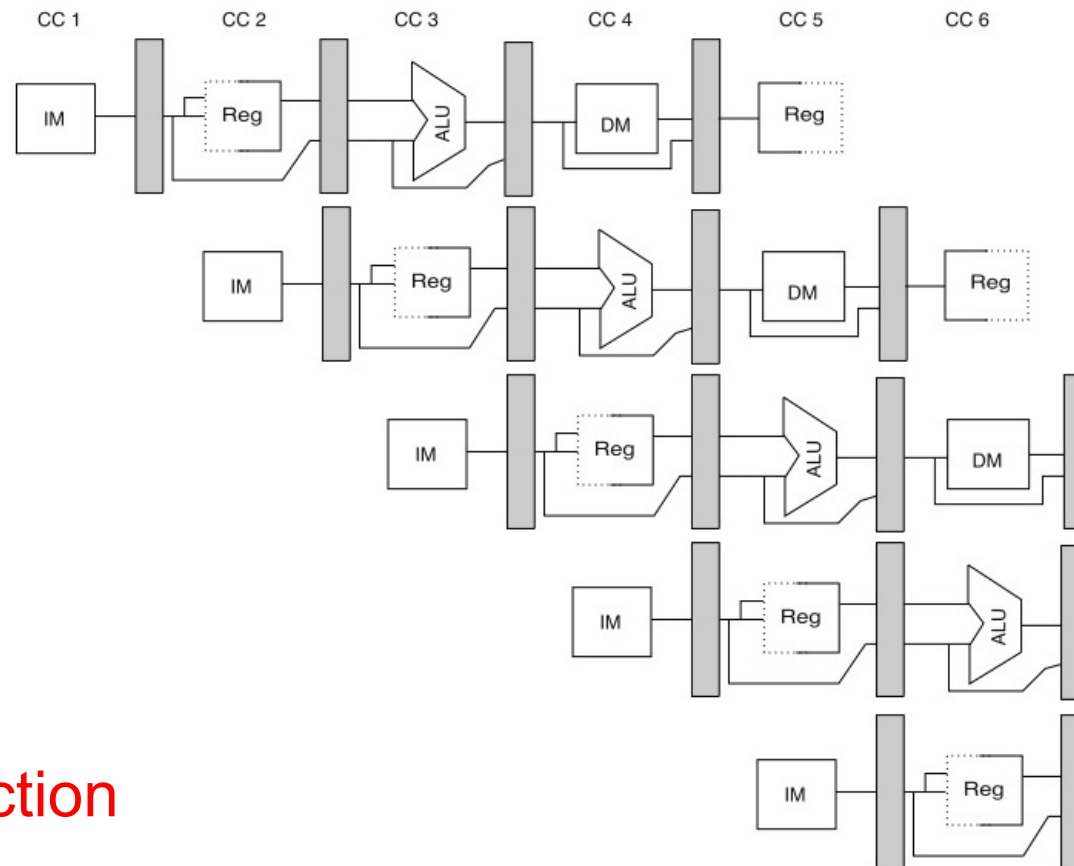 CC 1 CC 2 CC 3 CC 4 CC 5 CC 6
IM Reg ALU DM Reg
IM Reg ALU DM Reg
IM Reg ALU DM
IM Reg ALU
IM Reg
ction